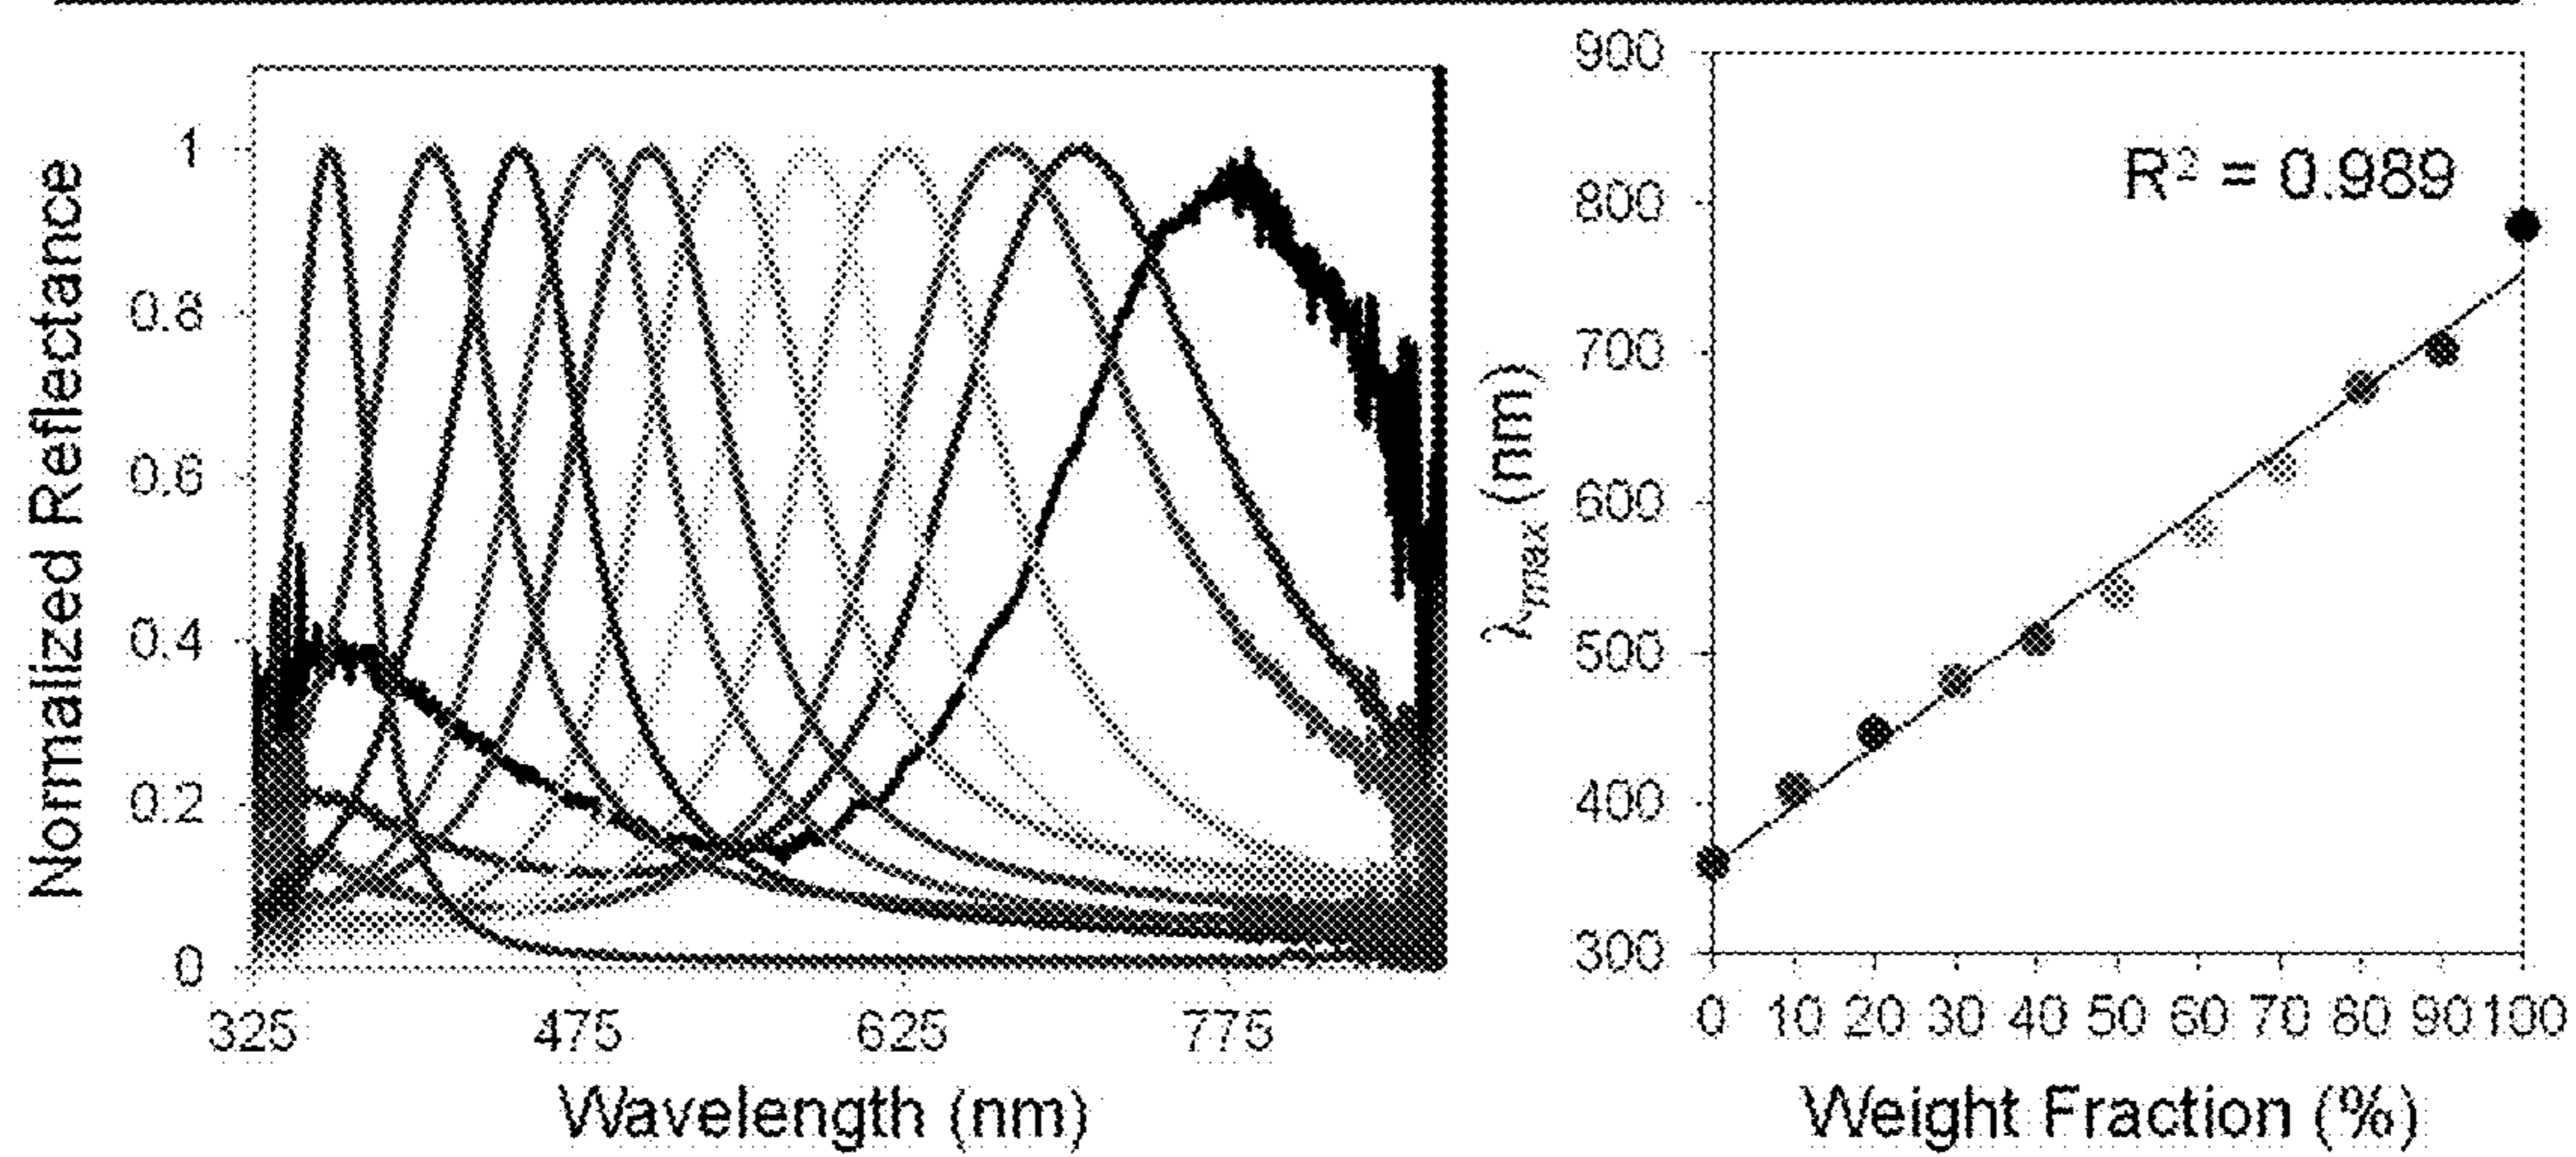 Normalized Reflectance
1
0.8
0.6
0.4
0.2
0
325 475 625 775
Wavelength (nm)
λmax (nm)
900
800
700
600
500
400
300
R² = 0.989
0 10 20 30 40 50 60 70 80 90 100
Weight Fraction (%)